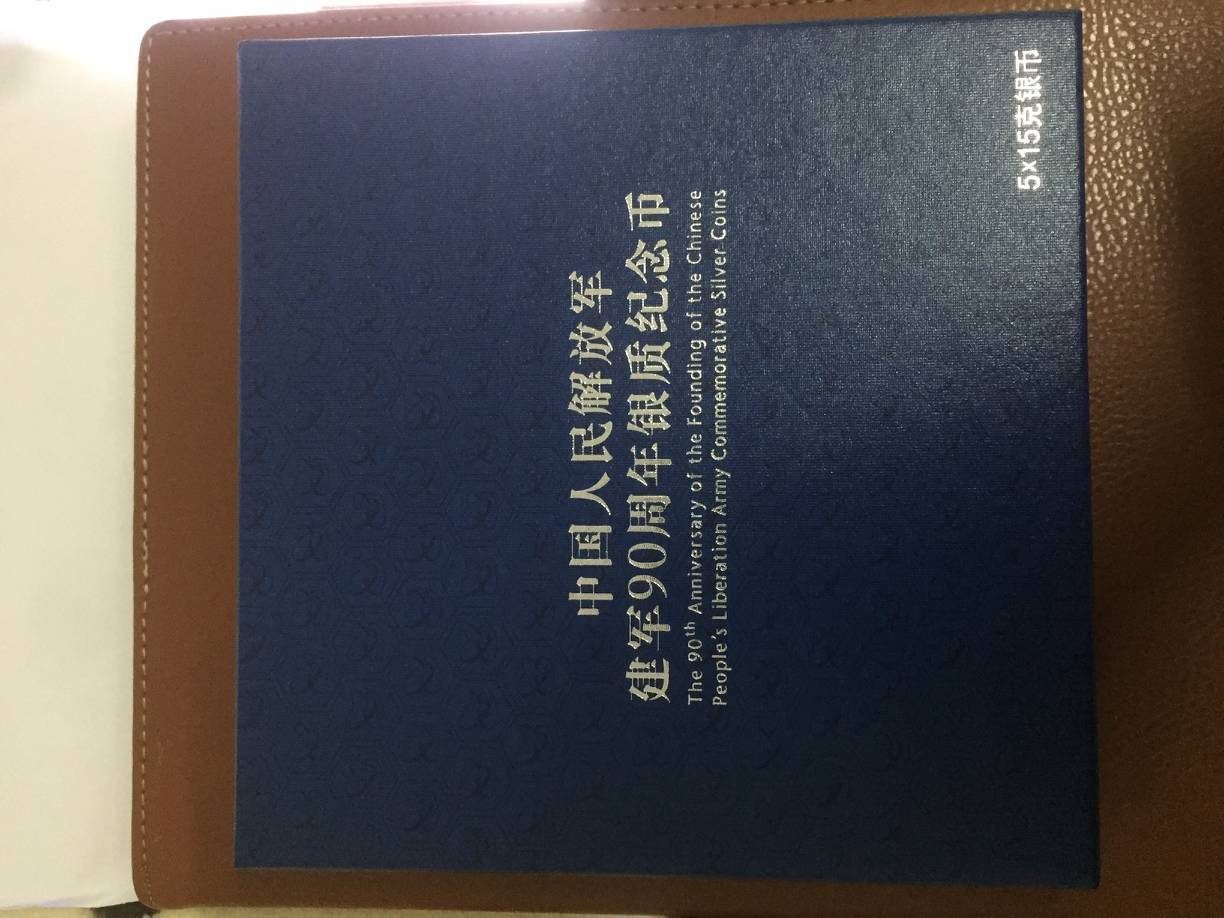 中国人民解放军
建军90周年银质纪念币
The 90th Anniversary of the Founding of the Chinese
People's Liberation Army Commemorative Silver Coins
5×15克银币